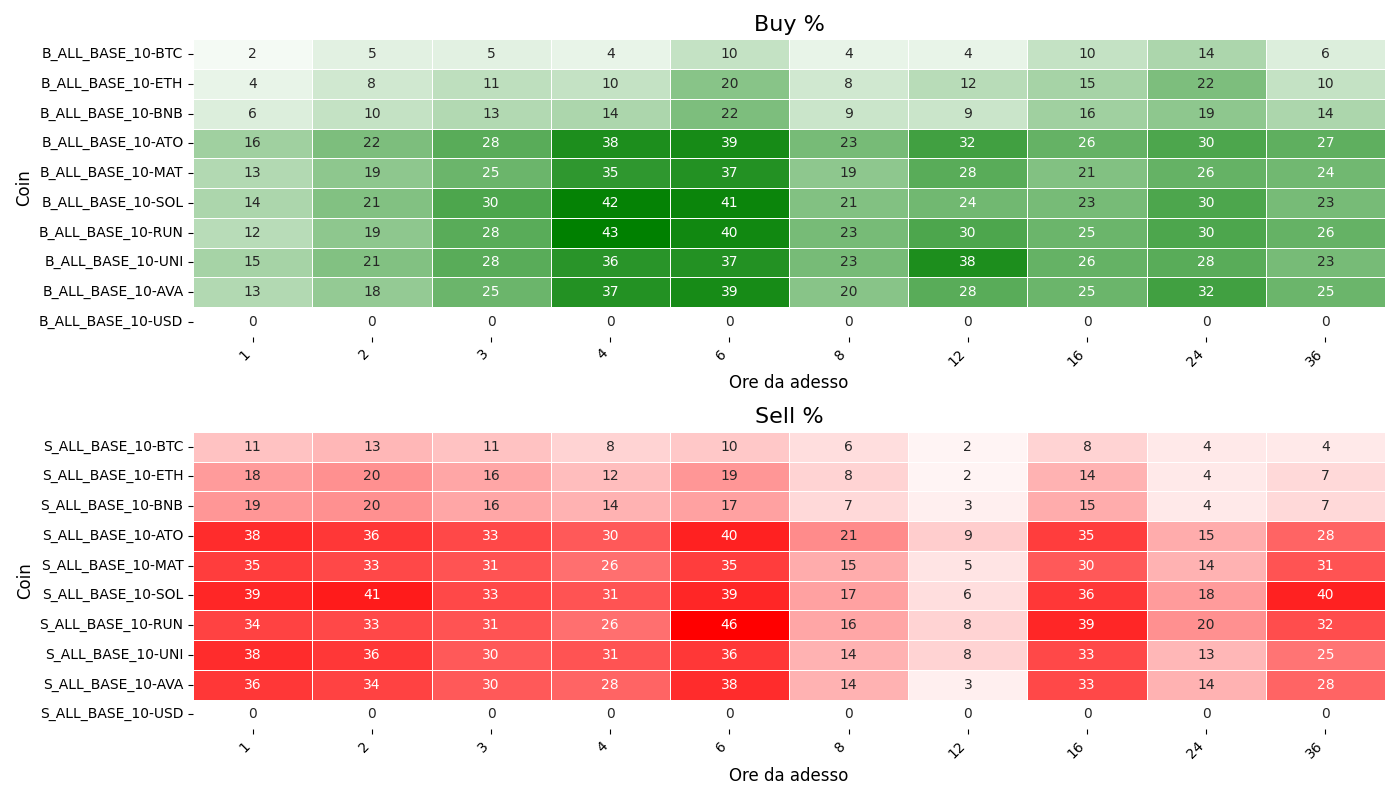 Buy %
Coin
B_ALL_BASE_10-BTC 2 5 5 4 10 4 4 10 14 6
B_ALL_BASE_10-ETH 4 8 11 10 20 8 12 15 22 10
B_ALL_BASE_10-BNB 6 10 13 14 22 9 9 16 19 14
B_ALL_BASE_10-ATO 16 22 28 38 39 23 32 26 30 27
B_ALL_BASE_10-MAT 13 19 25 35 37 19 28 21 26 24
B_ALL_BASE_10-SOL 14 21 30 42 41 21 24 23 30 23
B_ALL_BASE_10-RUN 12 19 28 43 40 23 30 25 30 26
B_ALL_BASE_10-UNI 15 21 28 36 37 23 38 26 28 23
B_ALL_BASE_10-AVA 13 18 25 37 39 20 28 25 32 25
B_ALL_BASE_10-USD 0 0 0 0 0 0 0 0 0 0
1 2 3 4 6 8 12 16 24 36
Ore da adesso
Sell %
Coin
S_ALL_BASE_10-BTC 11 13 11 8 10 6 2 8 4 4
S_ALL_BASE_10-ETH 18 20 16 12 19 8 2 14 4 7
S_ALL_BASE_10-BNB 19 20 16 14 17 7 3 15 4 7
S_ALL_BASE_10-ATO 38 36 33 30 40 21 9 35 15 28
S_ALL_BASE_10-MAT 35 33 31 26 35 15 5 30 14 31
S_ALL_BASE_10-SOL 39 41 33 31 39 17 6 36 18 40
S_ALL_BASE_10-RUN 34 33 31 26 46 16 8 39 20 32
S_ALL_BASE_10-UNI 38 36 30 31 36 14 8 33 13 25
S_ALL_BASE_10-AVA 36 34 30 28 38 14 3 33 14 28
S_ALL_BASE_10-USD 0 0 0 0 0 0 0 0 0 0
1 2 3 4 6 8 12 16 24 36
Ore da adesso